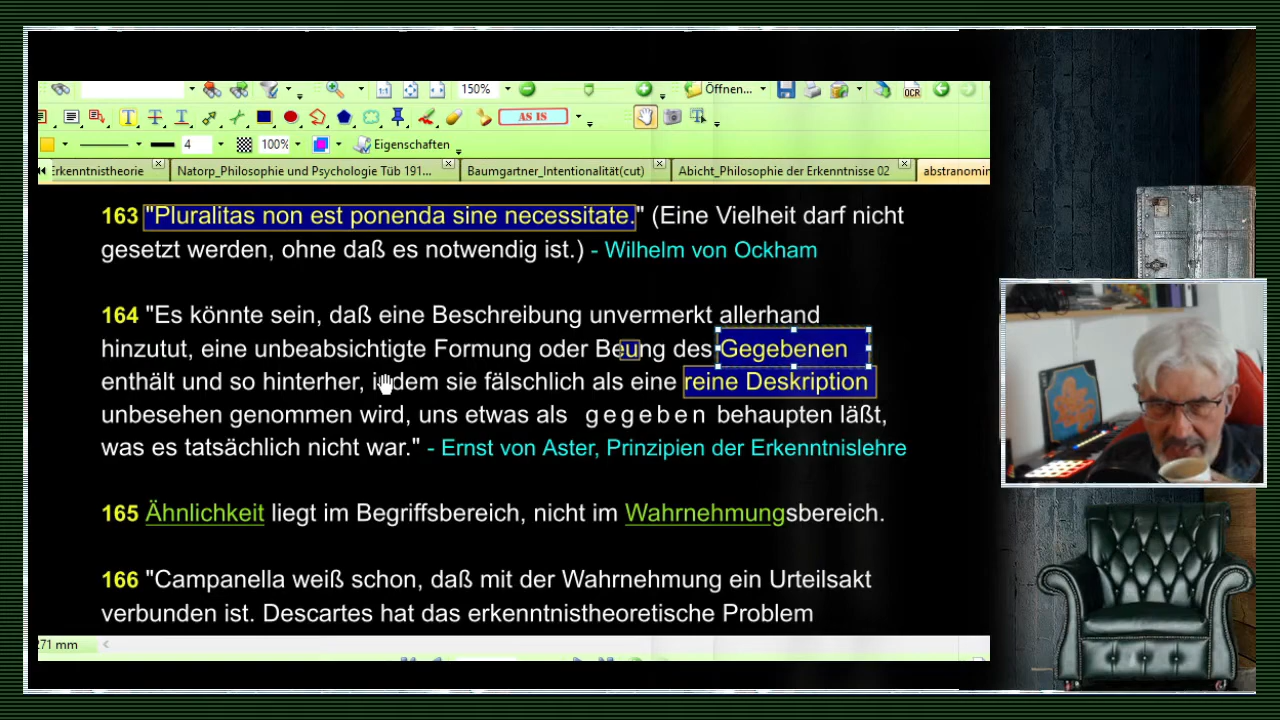 150%
Öffnen...
OCR
AS IS
4
100%
Eigenschaften
Erkenntnistheorie
Natorp_Philosophie und Psychologie Tüb 191...
Baumgartner_Intentionalität(cut)
Abicht_Philosophie der Erkenntnisse 02
abstranomin
163 "Pluralitas non est ponenda sine necessitate." (Eine Vielheit darf nicht
gesetzt werden, ohne daß es notwendig ist.) - Wilhelm von Ockham
164 "Es könnte sein, daß eine Beschreibung unvermerkt allerhand
hinzutut, eine unbeabsichtigte Formung oder Beung des Gegebenen
enthält und so hinterher, indem sie fälschlich als eine reine Deskription
unbesehen genommen wird, uns etwas als g e g e b e n behaupten läßt,
was es tatsächlich nicht war." - Ernst von Aster, Prinzipien der Erkenntnislehre
165 Ähnlichkeit liegt im Begriffsbereich, nicht im Wahrnehmungsbereich.
166 "Campanella weiß schon, daß mit der Wahrnehmung ein Urteilsakt
verbunden ist. Descartes hat das erkenntnistheoretische Problem
271 mm